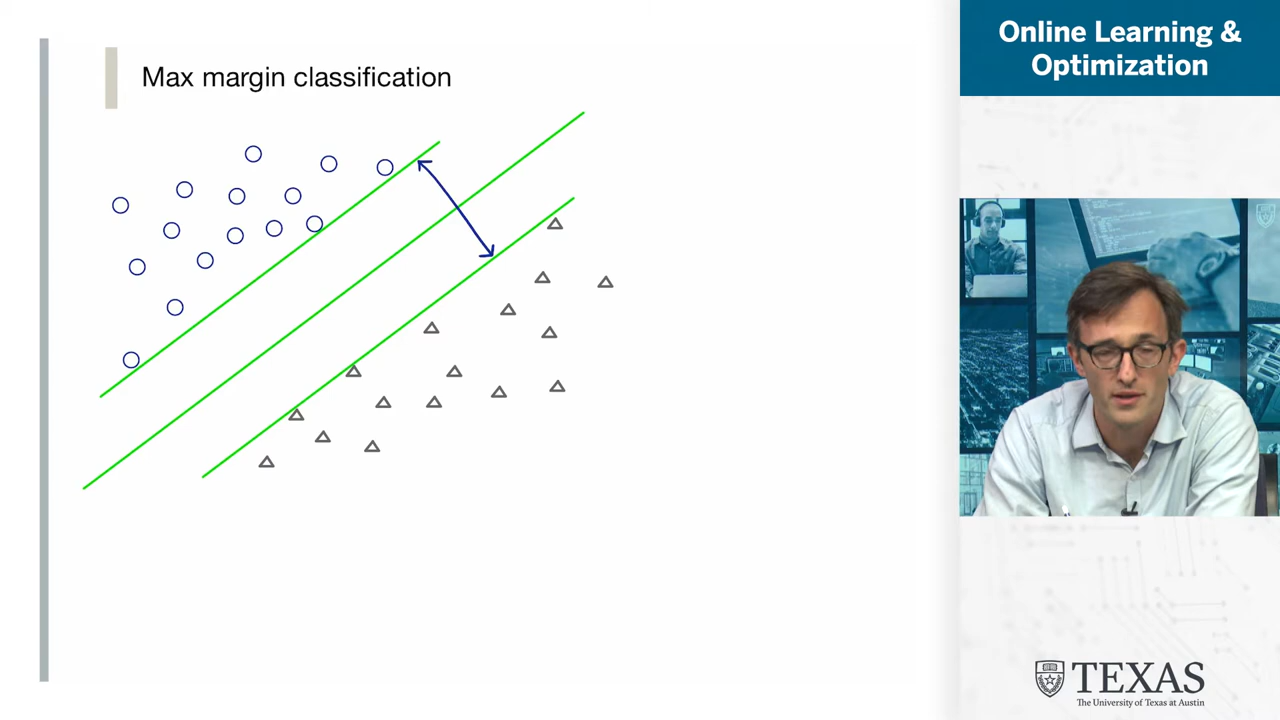 Max margin classification
Online Learning &
Optimization
TEXAS
The University of Texas at Austin